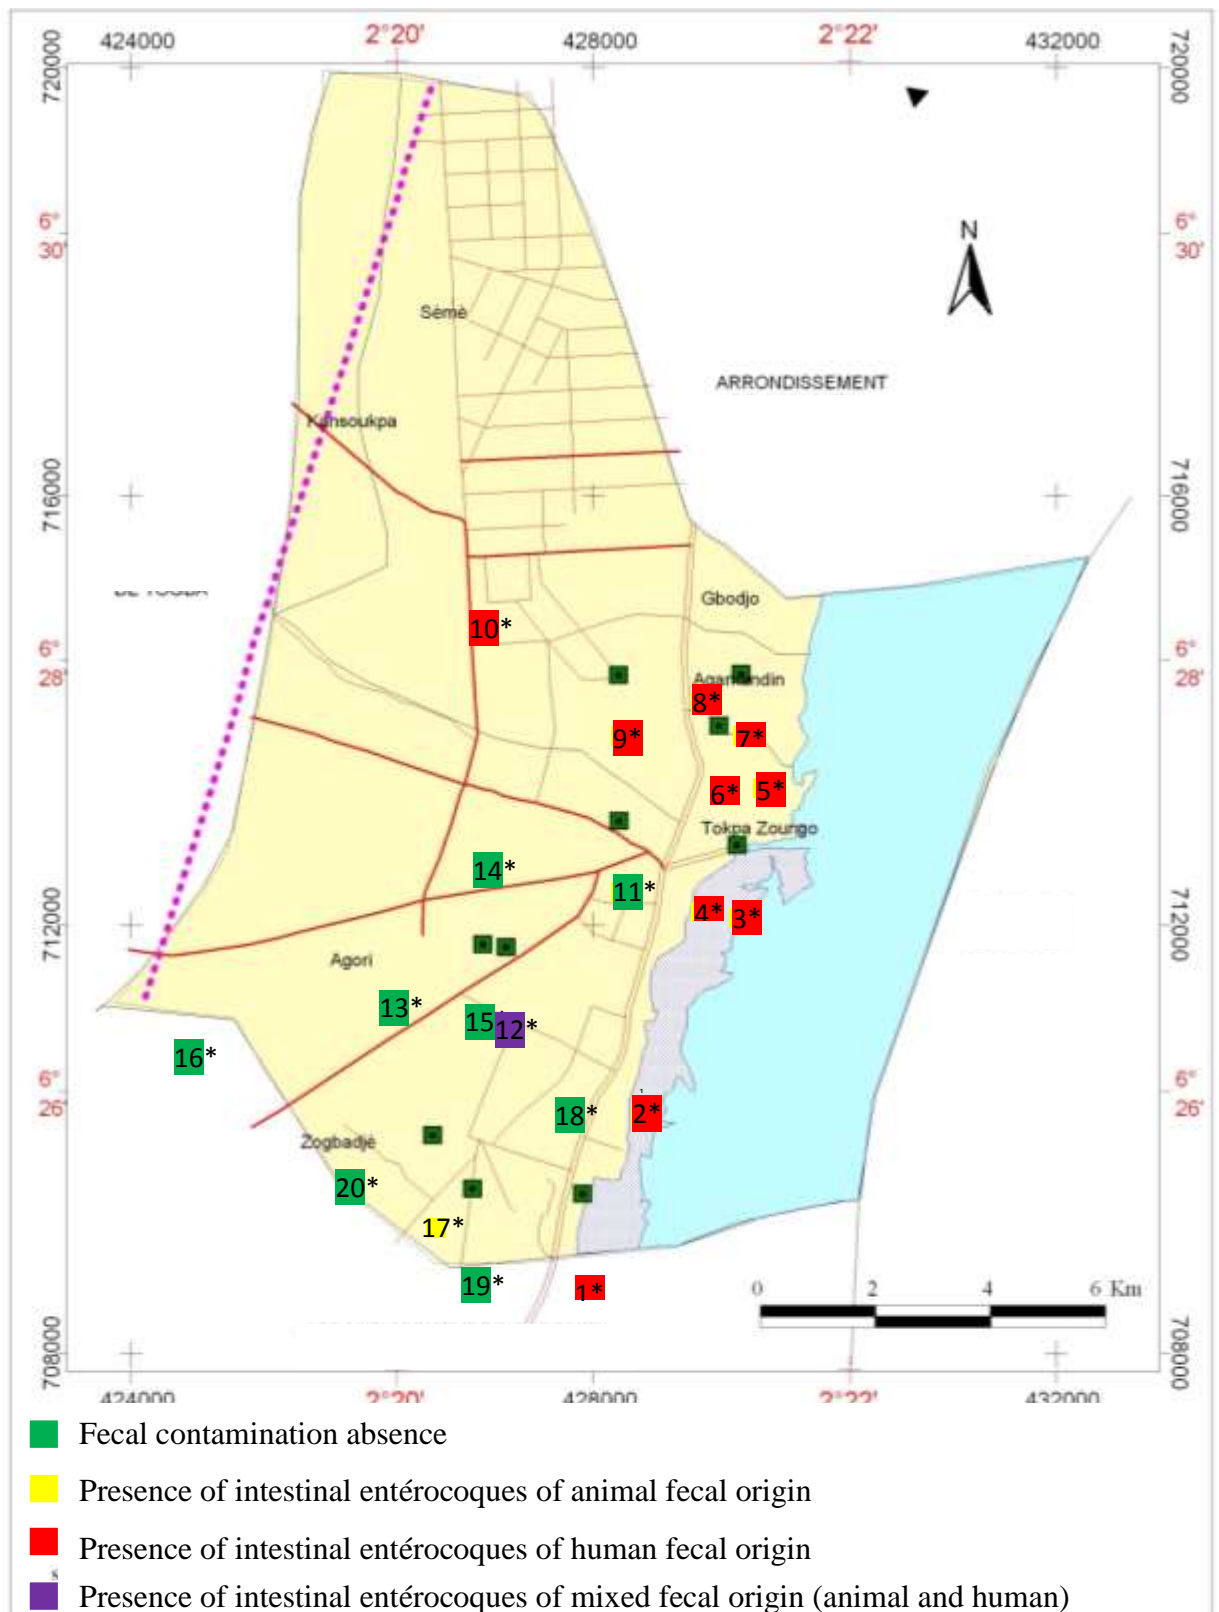 424000 2°20' 428000 2°22' 432000
720000 720000
6° 30' 6° 30'
N
Sèmè
ARRONDISSEMENT
Kansoukpa
716000 716000
Gbodjo
10*
6° 28' 6° 28'
Agamandin
8*
9* 7*
6* 5*
Tokpa Zoungo
14*
11*
4* 3*
712000 712000
Agori
13*
15 12*
16*
6° 26' 6° 26'
18* 2*
Zogbadjè
20*
17*
19* 1*
0 2 4 6 Km
708000 708000
424000 2°20' 428000 2°22' 432000
Fecal contamination absence
Presence of intestinal entérocoques of animal fecal origin
Presence of intestinal entérocoques of human fecal origin
Presence of intestinal entérocoques of mixed fecal origin (animal and human)